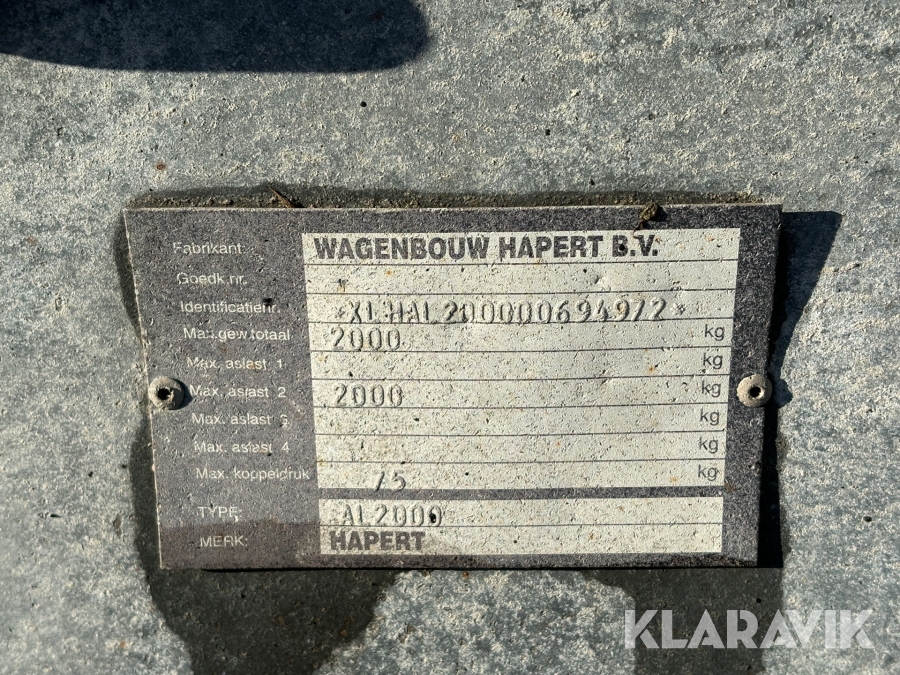 Fabrikant: WAGENBOUW HAPERT B.V.
Goedk.nr.
Identificatienr. *XLHAL200000694972*
Max.gew.totaal 2000 kg
Max. aslast 1 kg
Max. aslast 2 2000 kg
Max. aslast 3 kg
Max. aslast 4 kg
Max. koppeldruk 75 kg
TYPE: AL2000
MERK: HAPERT
KLARAVIK